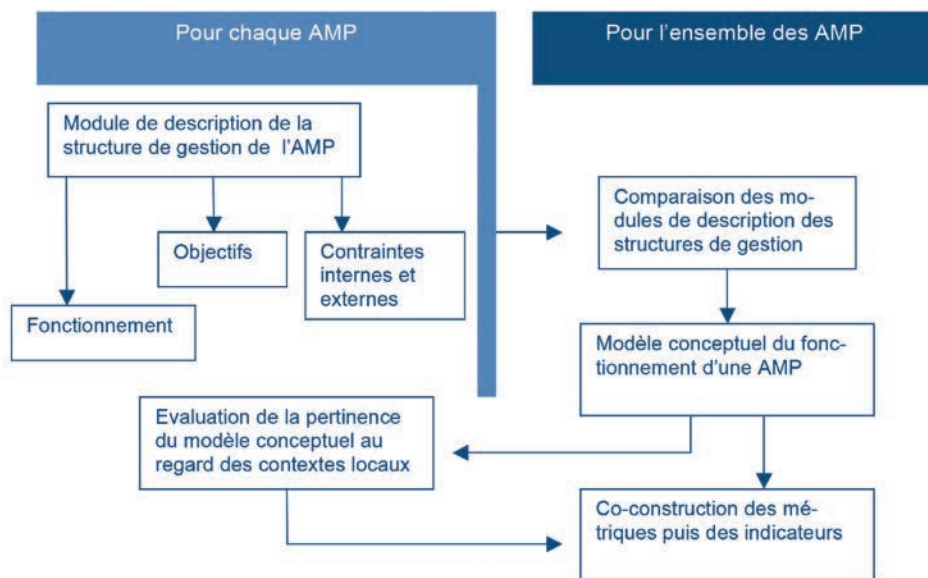 Pour chaque AMP
Pour l'ensemble des AMP
Module de description de la
structure de gestion de l'AMP
Objectifs
Contraintes
internes et
externes
Fonctionnement
Comparaison des mo-
dules de description des
structures de gestion
Modèle conceptuel du fonc-
tionnement d'une AMP
Evaluation de la pertinence
du modèle conceptuel au
regard des contextes locaux
Co-construction des mé-
triques puis des indicateurs